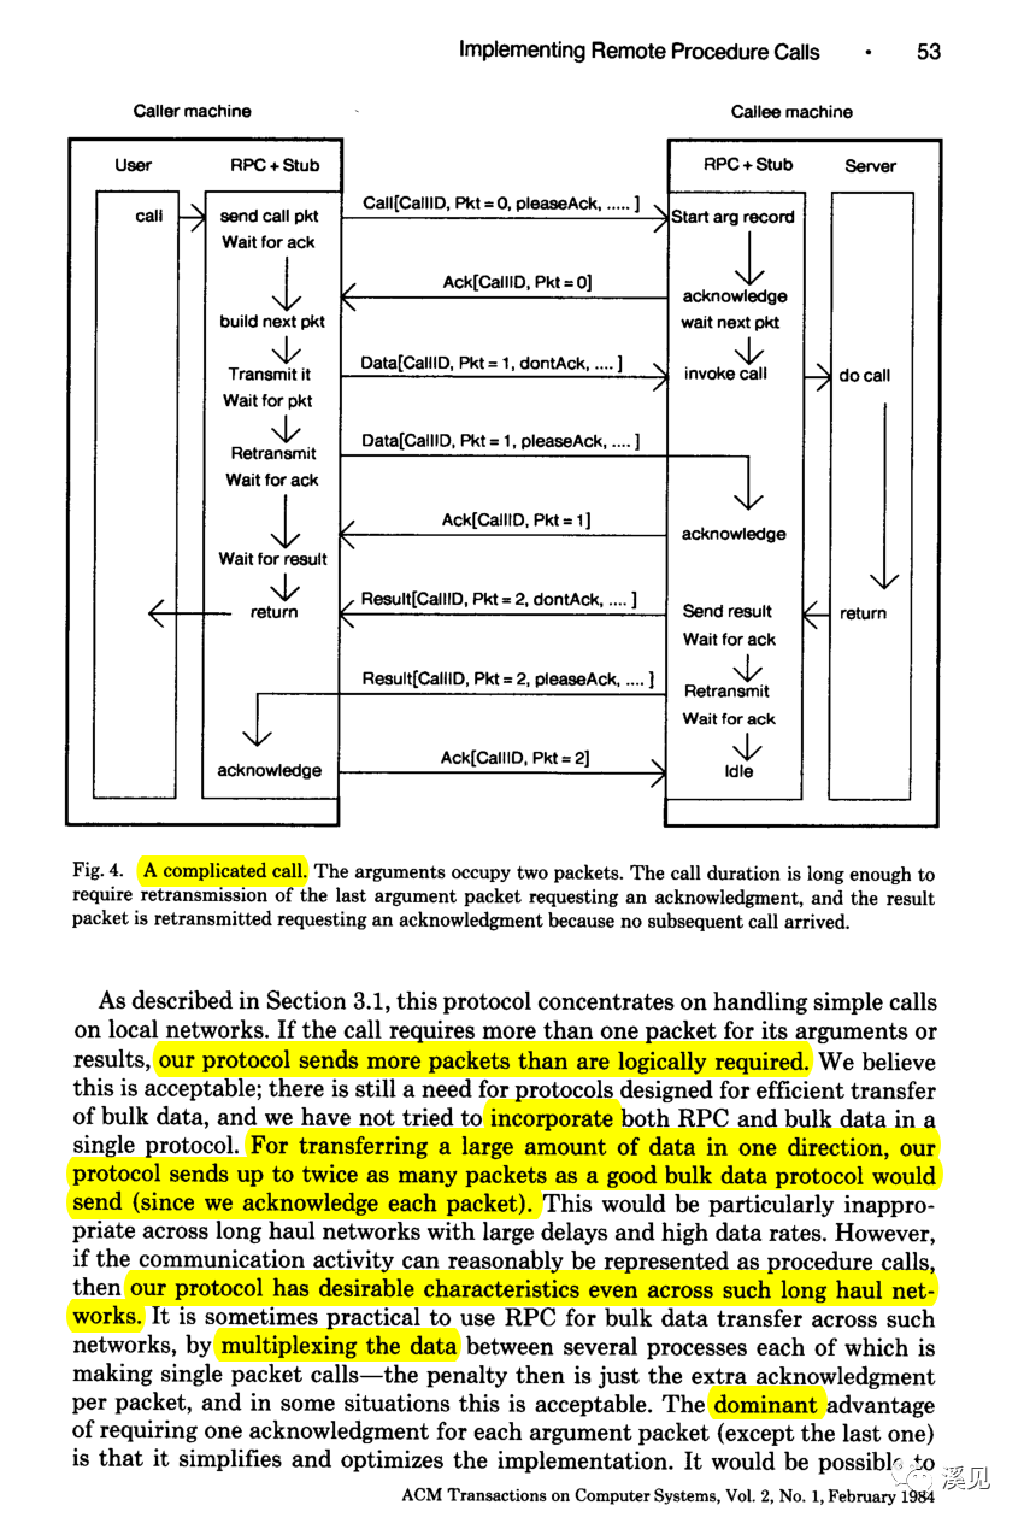 Implementing Remote Procedure Calls • 53
Caller machine
Callee machine
User
RPC + Stub
RPC + Stub
Server
call
send call pkt
Call[CallID, Pkt = 0, pleaseAck, ..... ]
Start arg record
Wait for ack
Ack[CallID, Pkt = 0]
acknowledge
build next pkt
wait next pkt
Transmit it
Data[CallID, Pkt = 1, dontAck, .... ]
invoke call
do call
Wait for pkt
Retransmit
Data[CallID, Pkt = 1, pleaseAck, .... ]
Wait for ack
Ack[CallID, Pkt = 1]
acknowledge
Wait for result
return
Result[CallID, Pkt = 2, dontAck, .... ]
Send result
return
Wait for ack
Result[CallID, Pkt = 2, pleaseAck, .... ]
Retransmit
Wait for ack
acknowledge
Ack[CallID, Pkt = 2]
Idle
Fig. 4. A complicated call. The arguments occupy two packets. The call duration is long enough to
require retransmission of the last argument packet requesting an acknowledgment, and the result
packet is retransmitted requesting an acknowledgment because no subsequent call arrived.
As described in Section 3.1, this protocol concentrates on handling simple calls
on local networks. If the call requires more than one packet for its arguments or
results, our protocol sends more packets than are logically required. We believe
this is acceptable; there is still a need for protocols designed for efficient transfer
of bulk data, and we have not tried to incorporate both RPC and bulk data in a
single protocol. For transferring a large amount of data in one direction, our
protocol sends up to twice as many packets as a good bulk data protocol would
send (since we acknowledge each packet). This would be particularly inappro-
priate across long haul networks with large delays and high data rates. However,
if the communication activity can reasonably be represented as procedure calls,
then our protocol has desirable characteristics even across such long haul net-
works. It is sometimes practical to use RPC for bulk data transfer across such
networks, by multiplexing the data between several processes each of which is
making single packet calls—the penalty then is just the extra acknowledgment
per packet, and in some situations this is acceptable. The dominant advantage
of requiring one acknowledgment for each argument packet (except the last one)
is that it simplifies and optimizes the implementation. It would be possible to
溪见
ACM Transactions on Computer Systems, Vol. 2, No. 1, February 1984